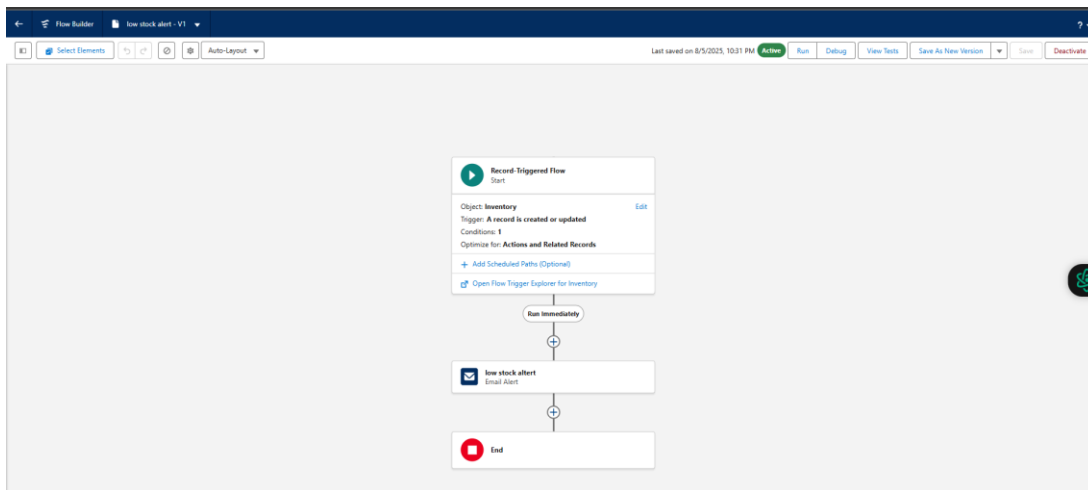 Flow Builder
low stock alert - V1
?
Select Elements
Auto-Layout
Last saved on 8/5/2025, 10:31 PM
Active
Run
Debug
View Tests
Save As New Version
Save
Deactivate
Record-Triggered Flow
Start
Object: Inventory
Edit
Trigger: A record is created or updated
Conditions: 1
Optimize for: Actions and Related Records
+ Add Scheduled Paths (Optional)
Open Flow Trigger Explorer for Inventory
Run Immediately
low stock altert
Email Alert
End